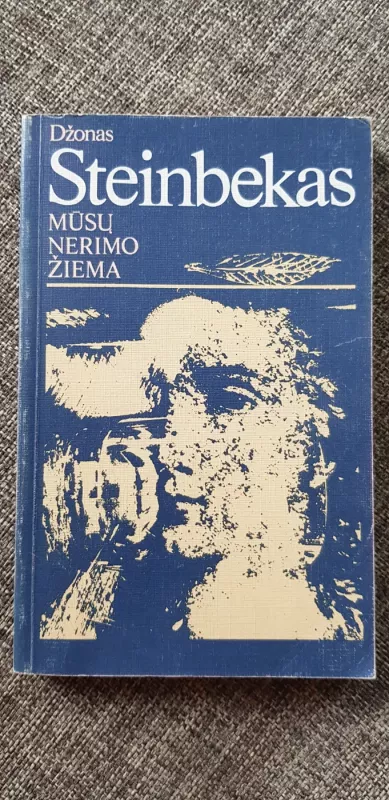 Džonas
Steinbekas
MŪSŲ
NERIMO
ŽIEMA